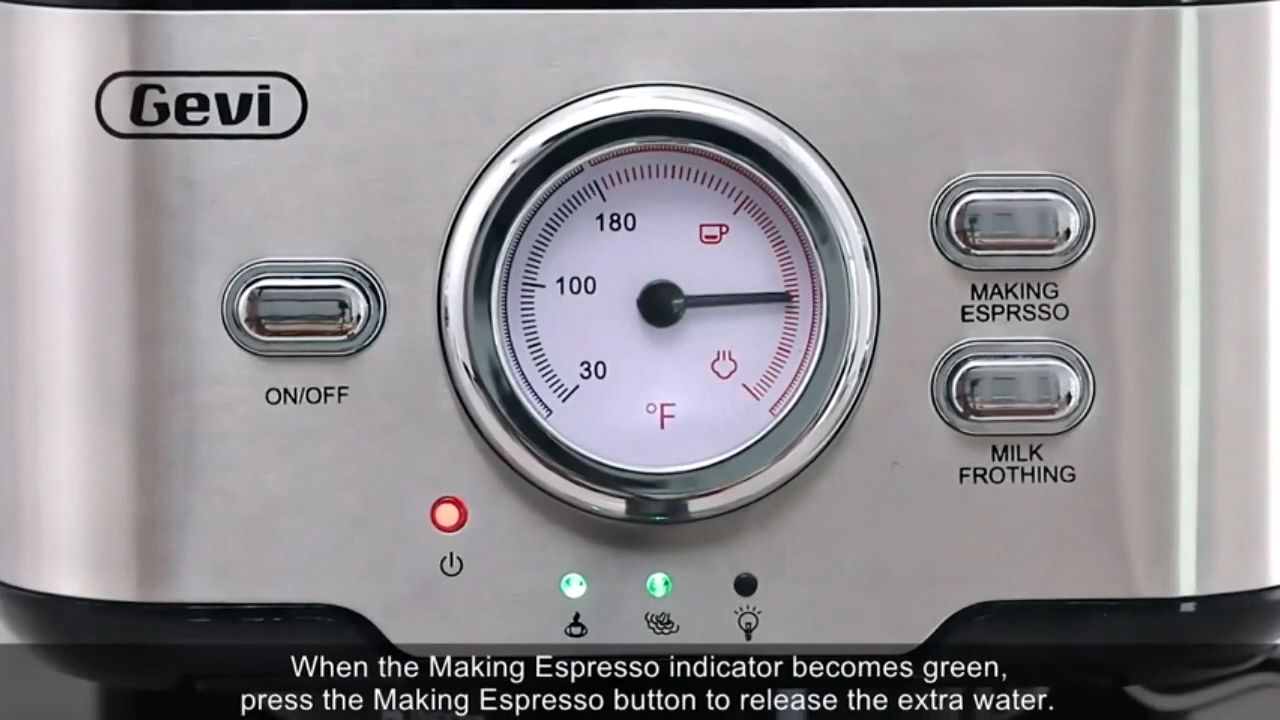 Gevi
180
100
30
°F
ON/OFF
MAKING
ESPRSSO
MILK
FROTHING
When the Making Espresso indicator becomes green,
press the Making Espresso button to release the extra water.